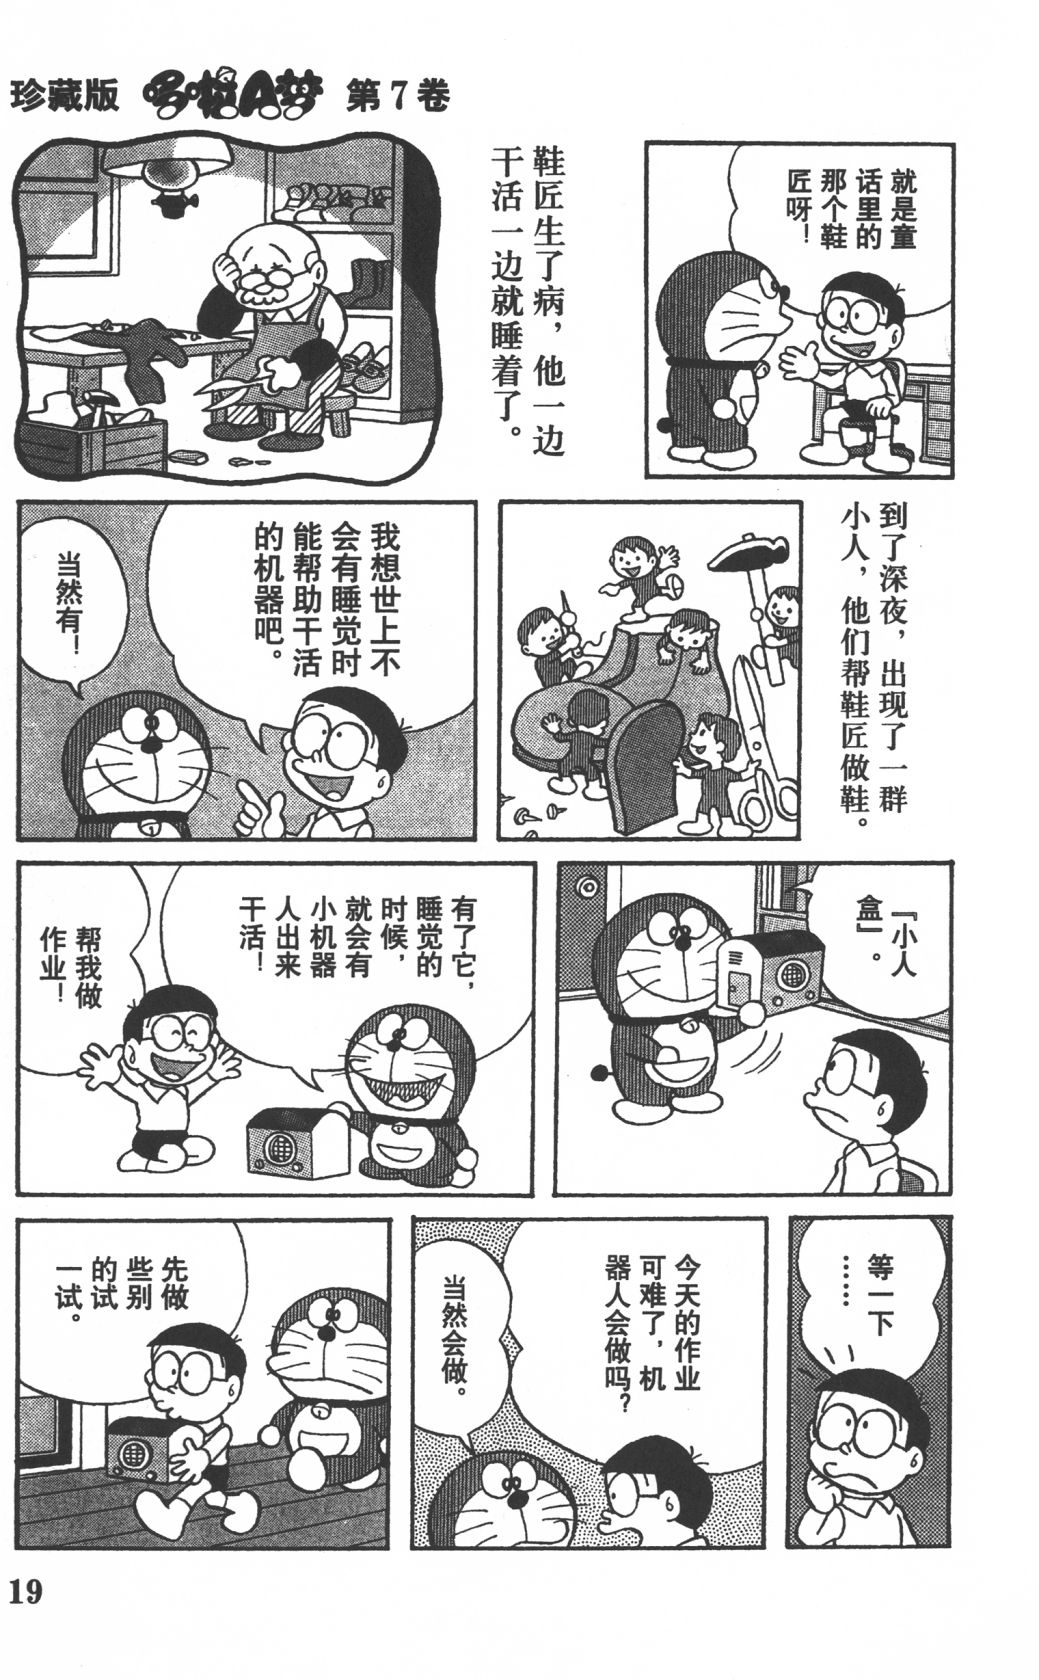 珍藏版 哆啦A梦 第7卷
就是童
话里的
那个鞋
匠呀！
鞋匠生了病，他一边
干活一边就睡着了。
到了深夜，出现了一群
小人，他们帮鞋匠做鞋。
我想世上不
会有睡觉时
能帮助干活
的机器吧。
当然有！
「小人
盒」。
有了它，
睡觉的
时候，
就会有
小机器
人出来
干活！
帮我做
作业！
等一下
……
今天的作业
可难了，机
器人会做吗？
当然会做。
先做
些别
的试
一试。
19